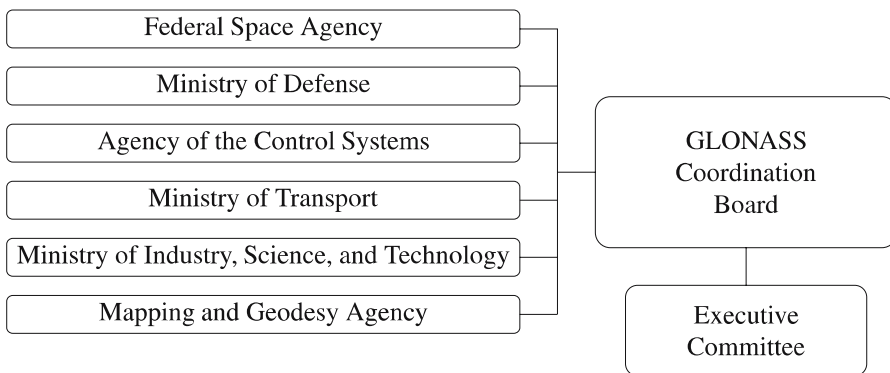 Federal Space Agency
Ministry of Defense
Agency of the Control Systems
Ministry of Transport
Ministry of Industry, Science, and Technology
Mapping and Geodesy Agency
GLONASS
Coordination
Board
Executive
Committee